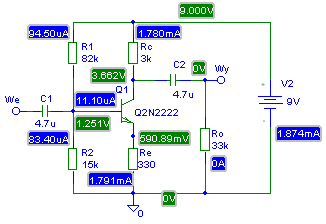 9.000V
94.50uA
1.780mA
R1
82k
Rc
3k
C2
0V
Wy
3.662V
4.7u
Q1
V2
We
C1
11.10uA
9V
4.7u
1.251V
Q2N2222
83.40uA
590.89mV
Ro
33k
1.874mA
R2
15k
Re
330
0A
1.791mA
0V
0